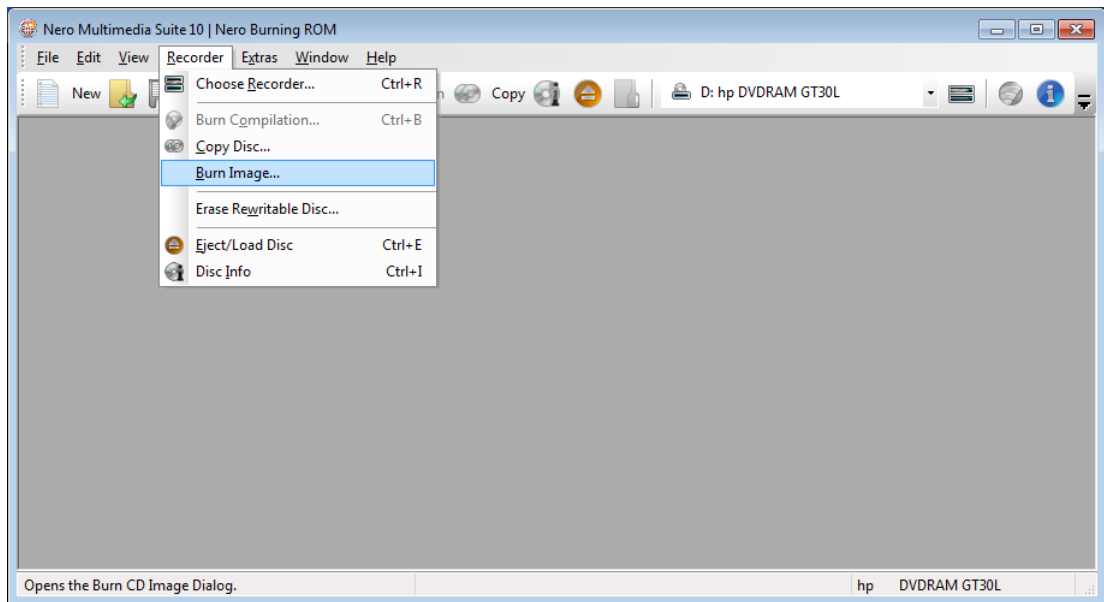 Nero Multimedia Suite 10 | Nero Burning ROM
File Edit View Recorder Extras Window Help
New Copy D: hp DVDRAM GT30L
Choose Recorder... Ctrl+R
Burn Compilation... Ctrl+B
Copy Disc...
Burn Image...
Erase Rewritable Disc...
Eject/Load Disc Ctrl+E
Disc Info Ctrl+I
Opens the Burn CD Image Dialog. hp DVDRAM GT30L